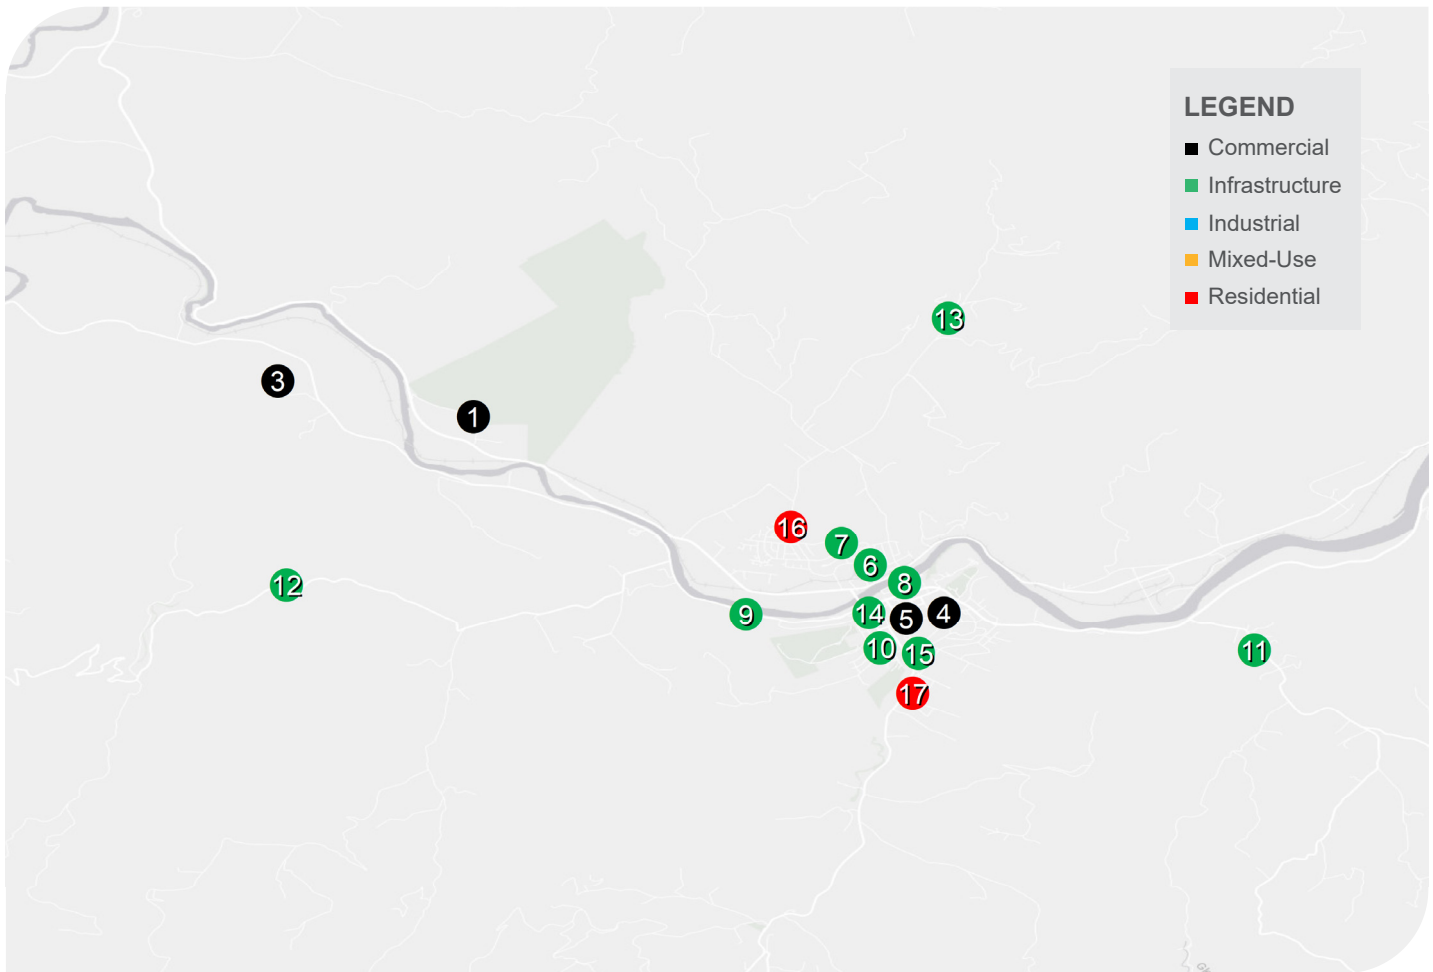 LEGEND
Commercial
Infrastructure
Industrial
Mixed-Use
Residential
13
3
1
16
7
6
8
12
9
14
5
4
10
15
11
17